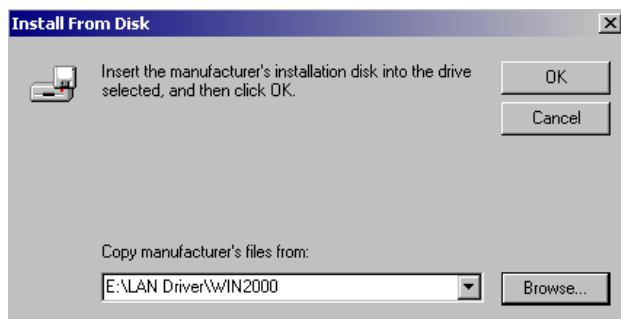 Install From Disk
Insert the manufacturer's installation disk into the drive
selected, and then click OK.
OK
Cancel
Copy manufacturer's files from:
E:\LAN Driver\WIN2000
Browse...